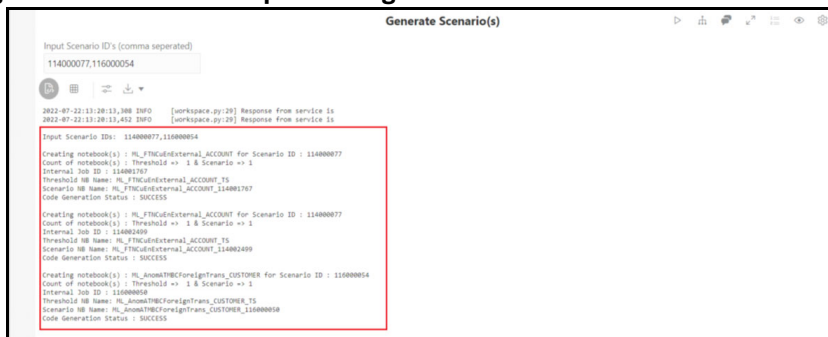 Generate Scenario(s)
Input Scenario ID's (comma seperated)
114000077,116000054
2022-07-22:13:20:13,308 INFO [workspace.py:29] Response from service is
2022-07-22:13:20:13,452 INFO [workspace.py:29] Response from service is
Input Scenario IDs: 114000077,116000054
Creating notebook(s) : ML_FTNCuEnExternal_ACCOUNT for Scenario ID : 114000077
Count of notebook(s) : Threshold => 1 & Scenario => 1
Internal Job ID : 114001767
Threshold NB Name: ML_FTNCuEnExternal_ACCOUNT_TS
Scenario NB Name: ML_FTNCuEnExternal_ACCOUNT_114001767
Code Generation Status : SUCCESS
Creating notebook(s) : ML_FTNCuEnExternal_ACCOUNT for Scenario ID : 114000077
Count of notebook(s) : Threshold => 1 & Scenario => 1
Internal Job ID : 114002499
Threshold NB Name: ML_FTNCuEnExternal_ACCOUNT_TS
Scenario NB Name: ML_FTNCuEnExternal_ACCOUNT_114002499
Code Generation Status : SUCCESS
Creating notebook(s) : ML_AnomATMBCForeignTrans_CUSTOMER for Scenario ID : 116000054
Count of notebook(s) : Threshold => 1 & Scenario => 1
Internal Job ID : 116000050
Threshold NB Name: ML_AnomATMBCForeignTrans_CUSTOMER_TS
Scenario NB Name: ML_AnomATMBCForeignTrans_CUSTOMER_116000050
Code Generation Status : SUCCESS